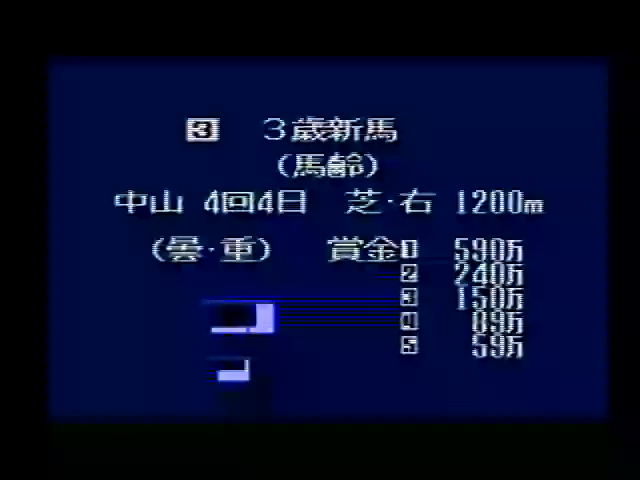 3 3歳新馬
(馬齢)
中山 4回4日 芝・右 1200m
(曇・重) 賞金1 590万
2 240万
3 150万
4 89万
5 59万